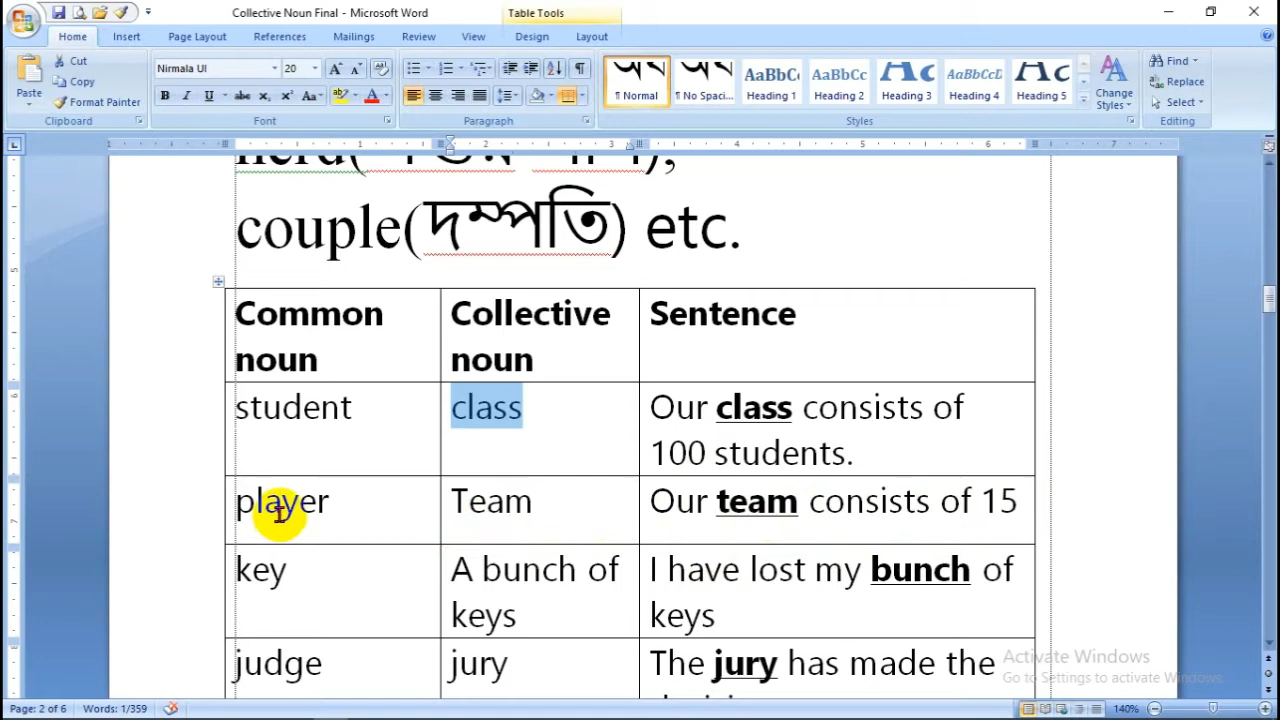 Collective Noun Final - Microsoft Word
Table Tools
Home Insert Page Layout References Mailings Review View Design Layout
Cut
Copy
Format Painter
Paste
Clipboard
Nirmala UI 20
Font
Paragraph
¶ Normal
¶ No Spaci...
AaBbCc Heading 1
AaBbCc Heading 2
Heading 3
AaBbCcD Heading 4
Heading 5
Change Styles
Styles
Find
Replace
Select
Editing
couple(দম্পতি) etc.
Common noun
Collective noun
Sentence
student
class
Our class consists of
100 students.
player
Team
Our team consists of 15
key
A bunch of
keys
I have lost my bunch of
keys
judge
jury
The jury has made the
Activate Windows
Go to Settings to activate Windows.
Page: 2 of 6
Words: 1/359
140%